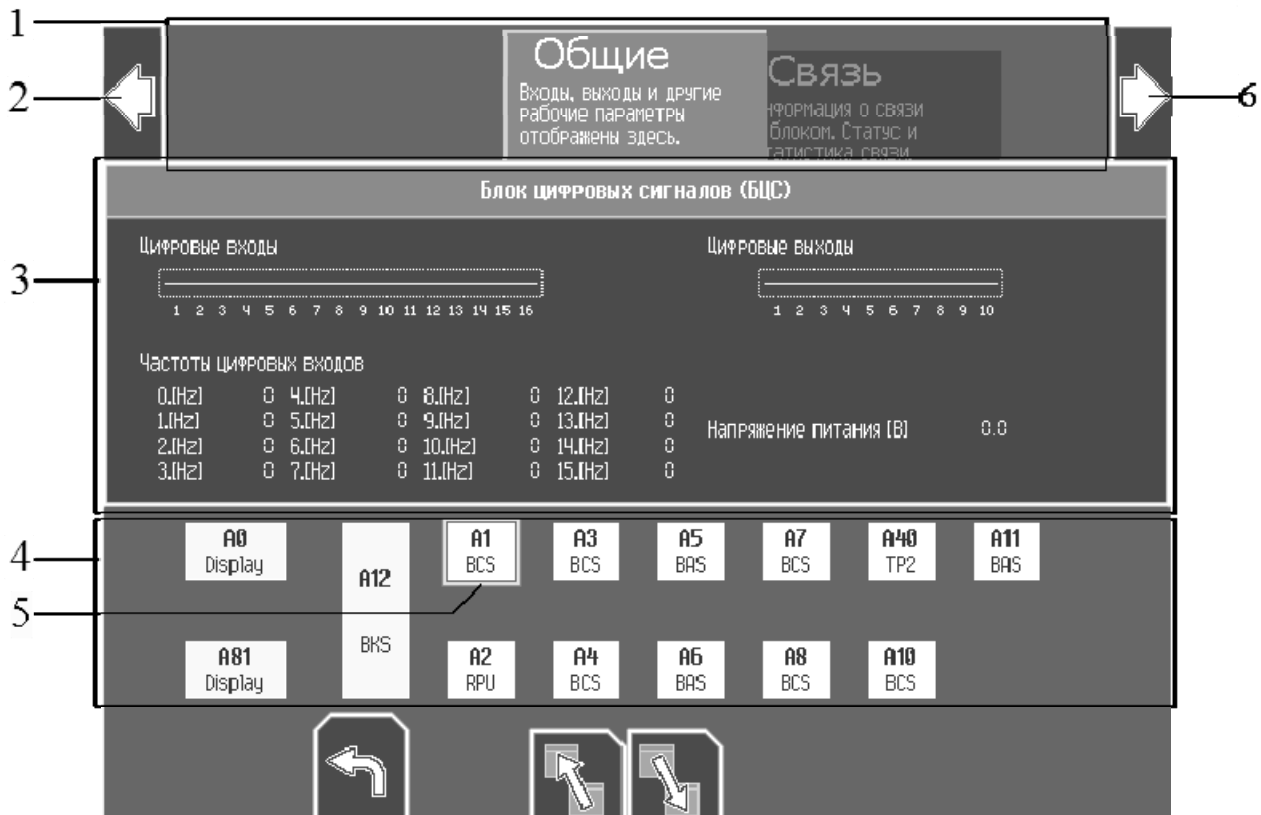 1
2
3
4
5
6
Общие
Входы, выходы и другие
рабочие параметры
отображены здесь.
Связь
нформация о связи
блоком. Статус и
татистика связи.
Блок цифровых сигналов (БЦС)
Цифровые входы
1 2 3 4 5 6 7 8 9 10 11 12 13 14 15 16
Цифровые выходы
1 2 3 4 5 6 7 8 9 10
Частоты цифровых входов
0.[Hz] 0 4.[Hz] 0 8.[Hz] 0 12.[Hz] 0
1.[Hz] 0 5.[Hz] 0 9.[Hz] 0 13.[Hz] 0
2.[Hz] 0 6.[Hz] 0 10.[Hz] 0 14.[Hz] 0
3.[Hz] 0 7.[Hz] 0 11.[Hz] 0 15.[Hz] 0
Напряжение питания [В] 0.0
A0
Display
A12
BKS
A1
BCS
A3
BCS
A5
BAS
A7
BCS
A40
TP2
A11
BAS
A81
Display
A2
RPU
A4
BCS
A6
BAS
A8
BCS
A10
BCS